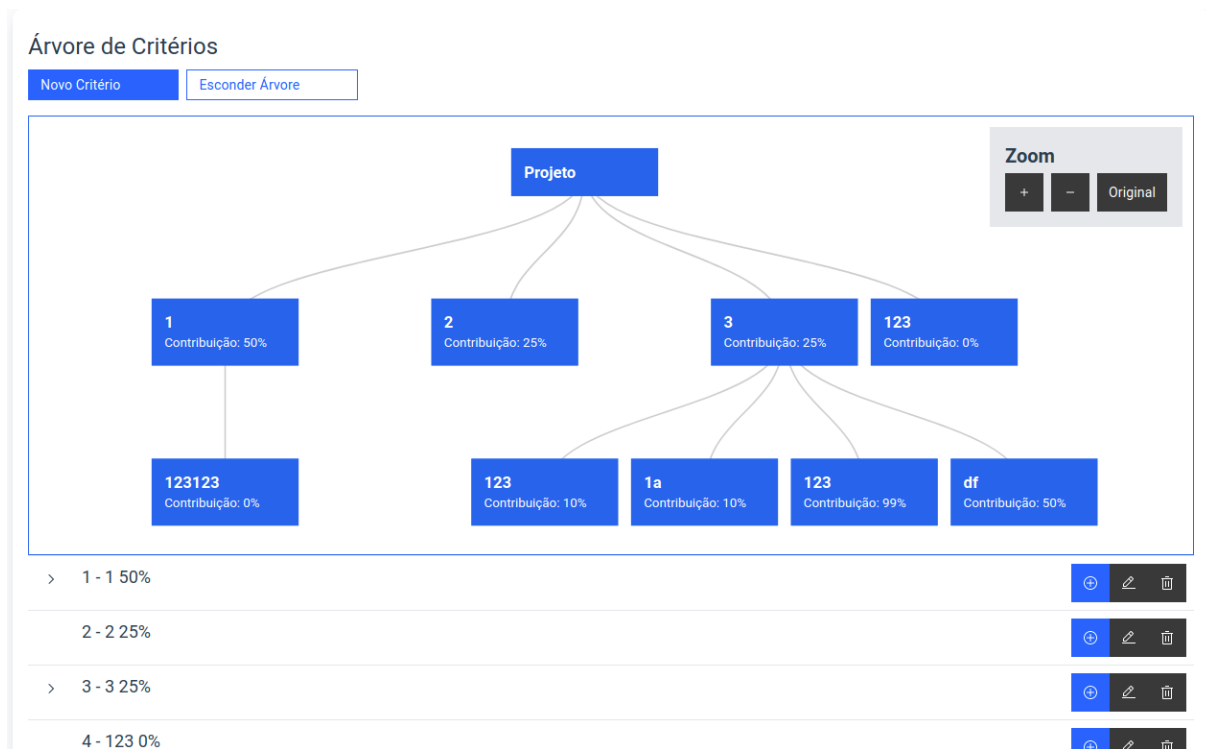 Árvore de Critérios
Novo Critério
Esconder Árvore
Zoom
+ − Original
Projeto
1
Contribuição: 50%
2
Contribuição: 25%
3
Contribuição: 25%
123
Contribuição: 0%
123123
Contribuição: 0%
123
Contribuição: 10%
1a
Contribuição: 10%
123
Contribuição: 99%
df
Contribuição: 50%
1 - 1 50%
2 - 2 25%
3 - 3 25%
4 - 123 0%